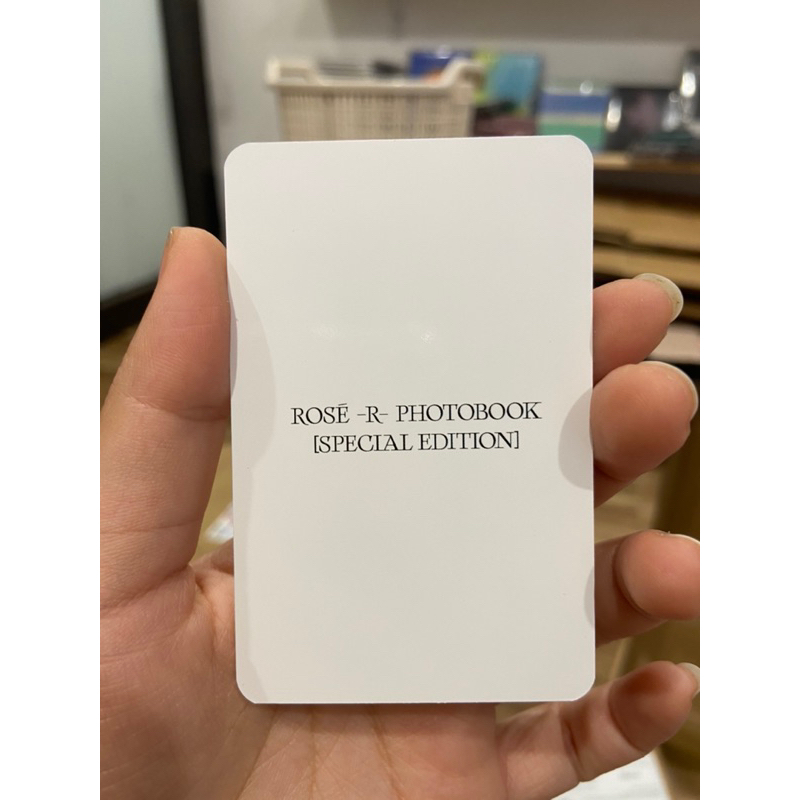 ROSÉ -R- PHOTOBOOK
[SPECIAL EDITION]